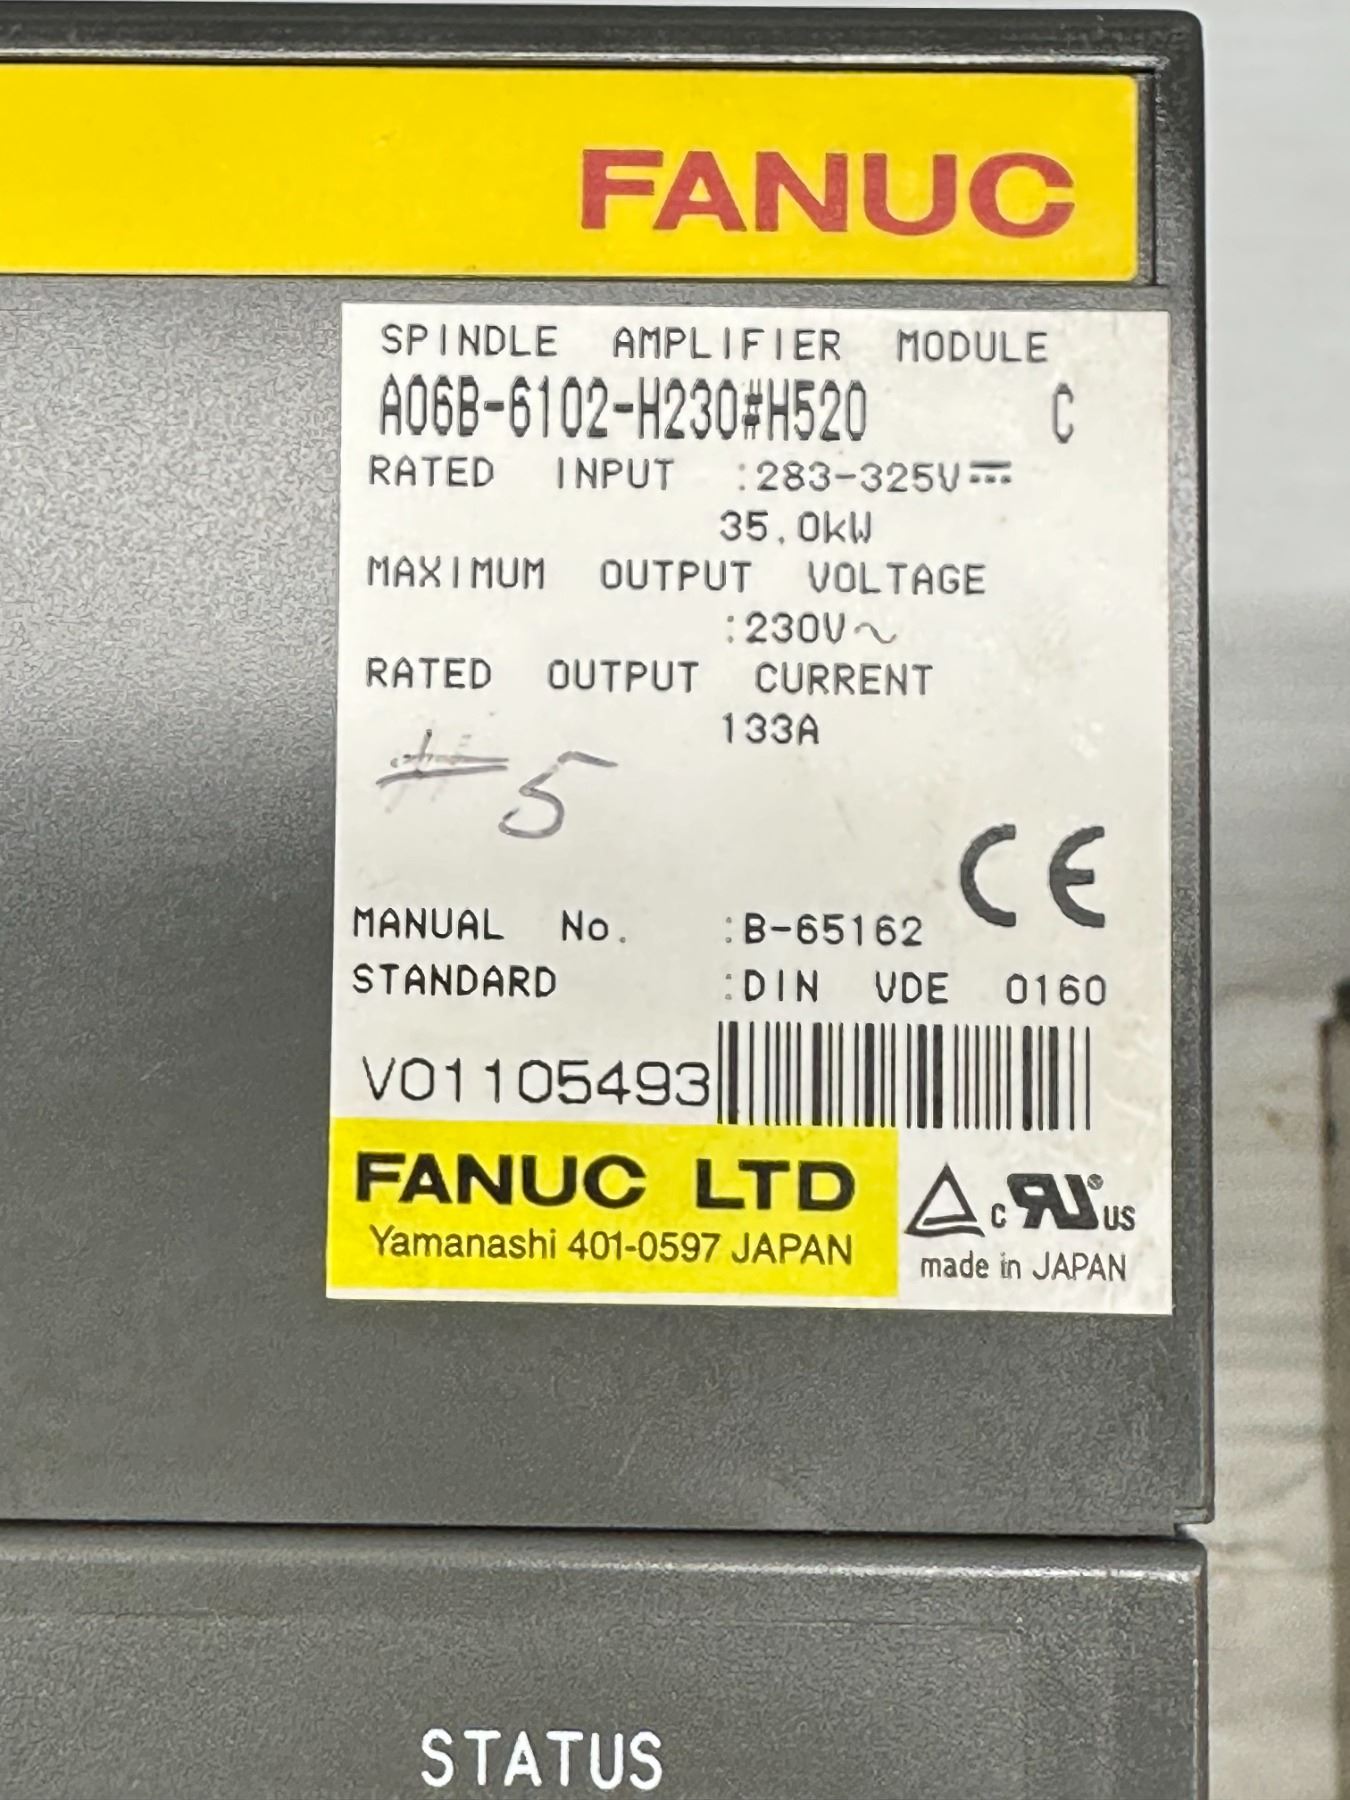 FANUC
SPINDLE AMPLIFIER MODULE
A06B-6102-H230#H520 C
RATED INPUT :283-325V⎓
35.0kW
MAXIMUM OUTPUT VOLTAGE
:230V~
RATED OUTPUT CURRENT
133A
#5
CE
MANUAL No. :B-65162
STANDARD :DIN VDE 0160
V01105493
FANUC LTD
Yamanashi 401-0597 JAPAN
c RU® US
made in JAPAN
STATUS